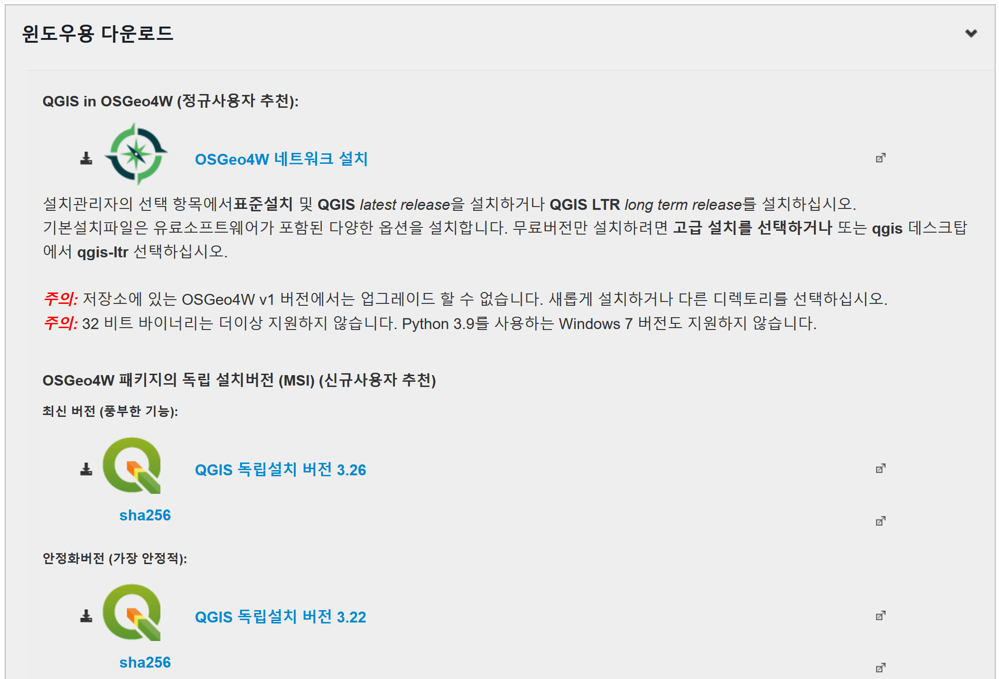 윈도우용 다운로드
QGIS in OSGeo4W (정규사용자 추천):
OSGeo4W 네트워크 설치
설치관리자의 선택 항목에서표준설치 및 QGIS latest release을 설치하거나 QGIS LTR long term release를 설치하십시오.
기본설치파일은 유료소프트웨어가 포함된 다양한 옵션을 설치합니다. 무료버전만 설치하려면 고급 설치를 선택하거나 또는 qgis 데스크탑
에서 qgis-ltr 선택하십시오.
주의: 저장소에 있는 OSGeo4W v1 버전에서는 업그레이드 할 수 없습니다. 새롭게 설치하거나 다른 디렉토리를 선택하십시오.
주의: 32 비트 바이너리는 더이상 지원하지 않습니다. Python 3.9를 사용하는 Windows 7 버전도 지원하지 않습니다.
OSGeo4W 패키지의 독립 설치버전 (MSI) (신규사용자 추천)
최신 버전 (풍부한 기능):
QGIS 독립설치 버전 3.26
sha256
안정화버전 (가장 안정적):
QGIS 독립설치 버전 3.22
sha256